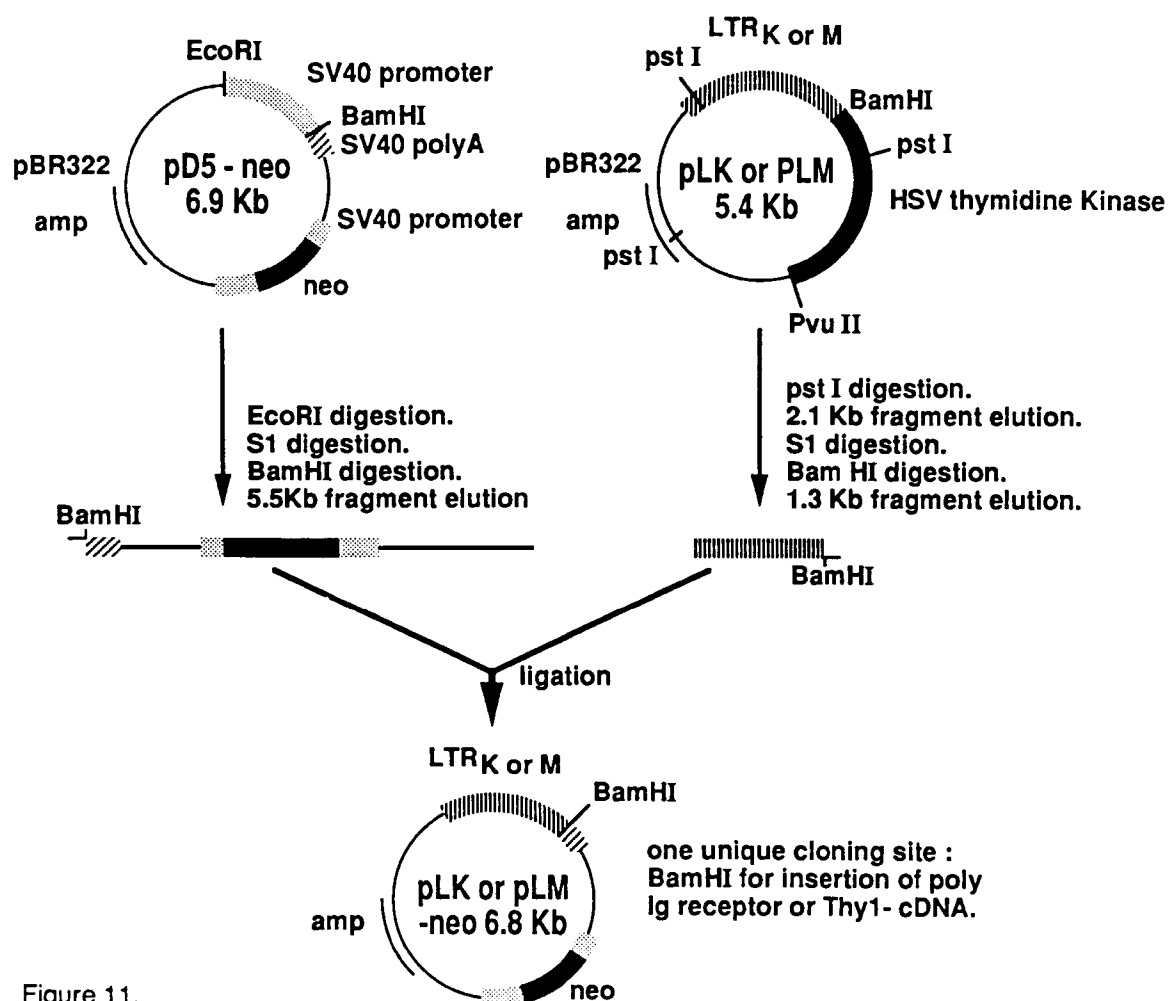 EcoRI
SV40 promoter
BamHI
SV40 polyA
pBR322
pD5 - neo
6.9 Kb
amp
SV40 promoter
neo
LTR K or M
pst I
BamHI
pst I
pBR322
pLK or PLM
5.4 Kb
HSV thymidine Kinase
amp
pst I
Pvu II
EcoRI digestion.
S1 digestion.
BamHI digestion.
5.5Kb fragment elution
pst I digestion.
2.1 Kb fragment elution.
S1 digestion.
Bam HI digestion.
1.3 Kb fragment elution.
BamHI
BamHI
ligation
LTR K or M
BamHI
pLK or pLM
-neo 6.8 Kb
amp
neo
one unique cloning site :
BamHI for insertion of poly
Ig receptor or Thy1- cDNA.
Figure 11.